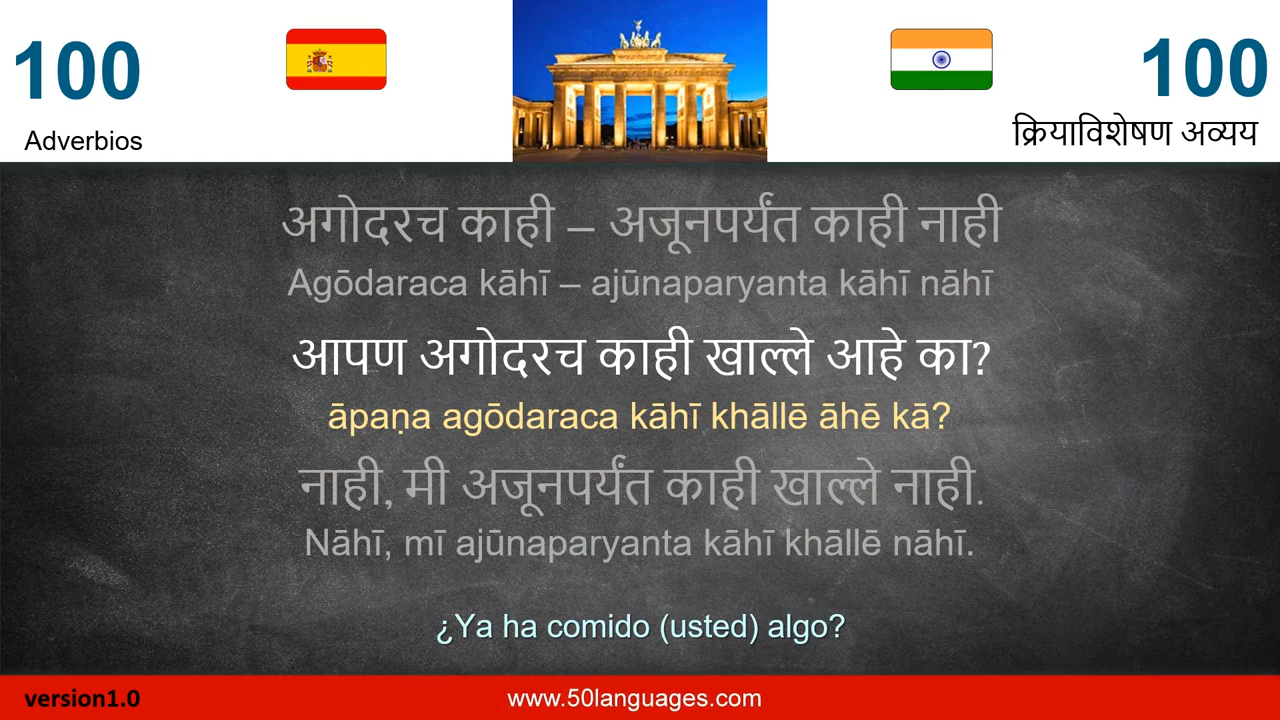 100
Adverbios
100
क्रियाविशेषण अव्यय
अगोदरच काही – अजूनपर्यंत काही नाही
Agōdaraca kāhī – ajūnaparyanta kāhī nāhī
आपण अगोदरच काही खाल्ले आहे का?
āpaṇa agōdaraca kāhī khāllē āhē kā?
नाही, मी अजूनपर्यंत काही खाल्ले नाही.
Nāhī, mī ajūnaparyanta kāhī khāllē nāhī.
¿Ya ha comido (usted) algo?
version1.0
www.50languages.com